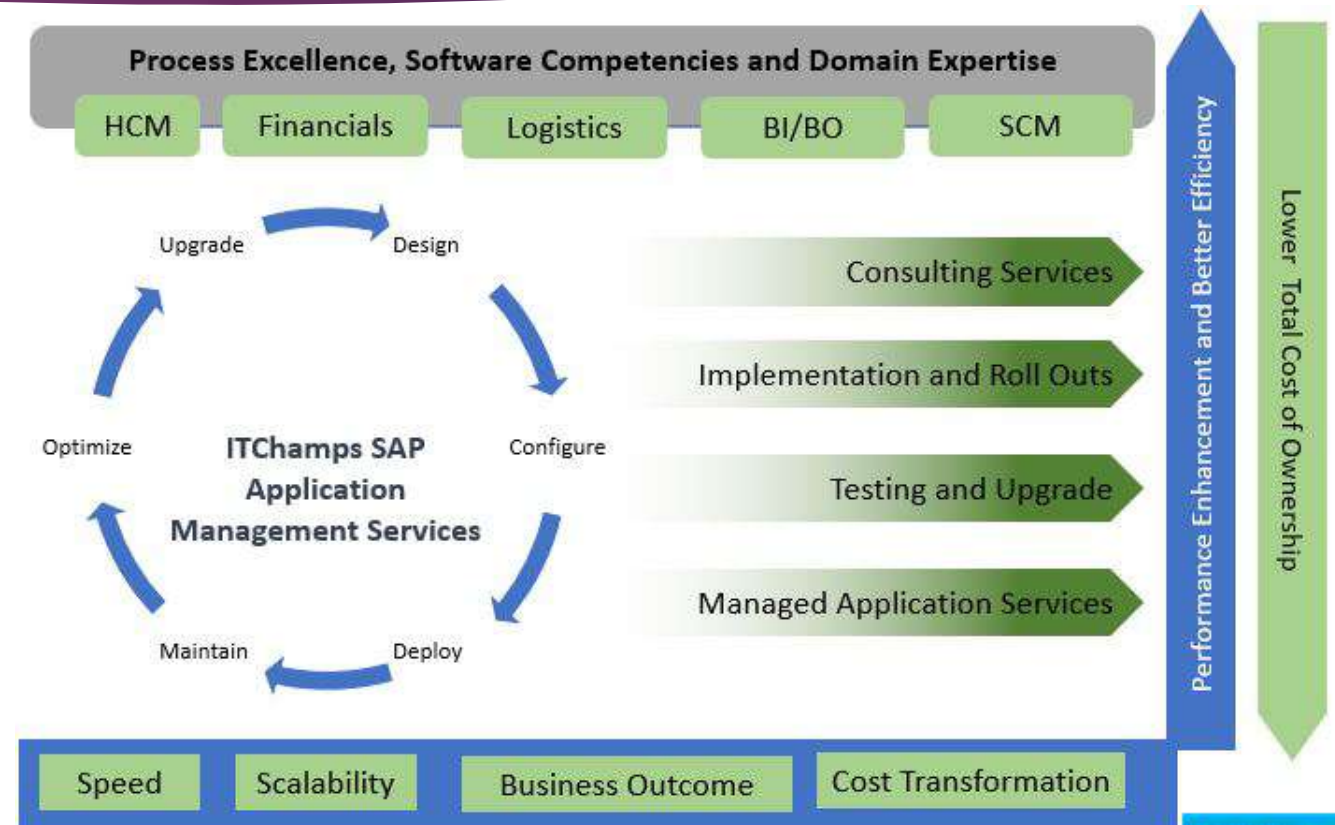 Process Excellence, Software Competencies and Domain Expertise
HCM
Financials
Logistics
BI/BO
SCM
Upgrade
Design
Optimize
Configure
Maintain
Deploy
ITChamps SAP
Application
Management Services
Consulting Services
Implementation and Roll Outs
Testing and Upgrade
Managed Application Services
Performance Enhancement and Better Efficiency
Lower Total Cost of Ownership
Speed
Scalability
Business Outcome
Cost Transformation